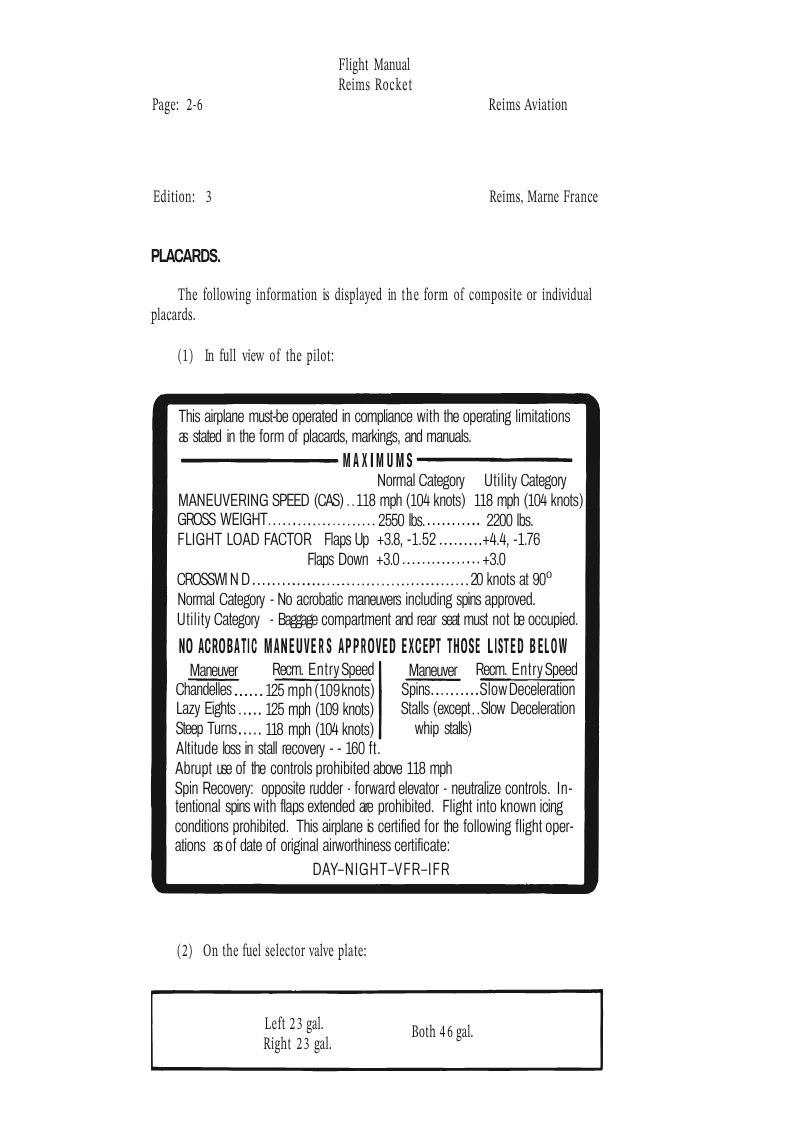 Flight Manual
Reims Rocket
Page: 2-6 Reims Aviation
Edition: 3 Reims, Marne France
PLACARDS.
The following information is displayed in the form of composite or individual
placards.
(1) In full view of the pilot:
This airplane must-be operated in compliance with the operating limitations
as stated in the form of placards, markings, and manuals.
MAXIMUMS
Normal Category Utility Category
MANEUVERING SPEED (CAS) . . 118 mph (104 knots) 118 mph (104 knots)
GROSS WEIGHT...................... 2550 lbs............ 2200 lbs.
FLIGHT LOAD FACTOR Flaps Up +3.8, -1.52 .........+4.4, -1.76
Flaps Down +3.0 ................+3.0
CROSSWIND............................................20 knots at 90°
Normal Category - No acrobatic maneuvers including spins approved.
Utility Category - Baggage compartment and rear seat must not be occupied.
NO ACROBATIC MANEUVERS APPROVED EXCEPT THOSE LISTED BELOW
Maneuver Recm. Entry Speed Maneuver Recm. Entry Speed
Chandelles...... 125 mph (109 knots) Spins..........Slow Deceleration
Lazy Eights ..... 125 mph (109 knots) Stalls (except..Slow Deceleration
Steep Turns..... 118 mph (104 knots) whip stalls)
Altitude loss in stall recovery - - 160 ft.
Abrupt use of the controls prohibited above 118 mph
Spin Recovery: opposite rudder - forward elevator - neutralize controls. In-
tentional spins with flaps extended are prohibited. Flight into known icing
conditions prohibited. This airplane is certified for the following flight oper-
ations as of date of original airworthiness certificate:
DAY–NIGHT–VFR–IFR
(2) On the fuel selector valve plate:
Left 23 gal.
Both 46 gal.
Right 23 gal.